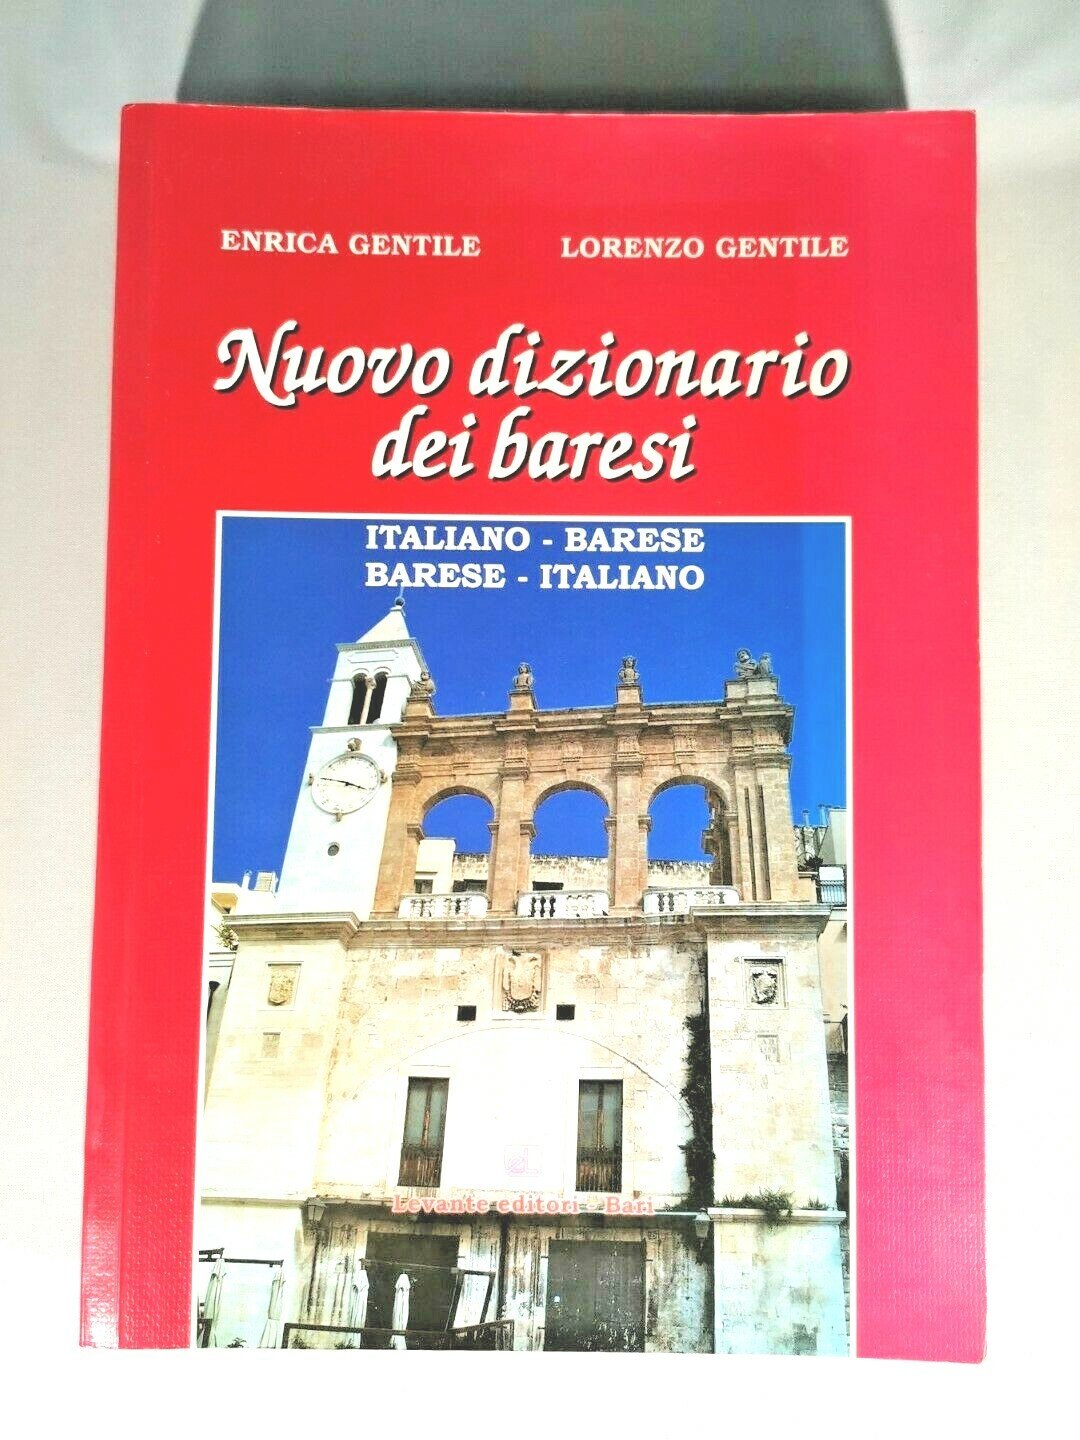 ENRICA GENTILE LORENZO GENTILE
Nuovo dizionario
dei baresi
ITALIANO - BARESE
BARESE - ITALIANO
Levante editori - Bari